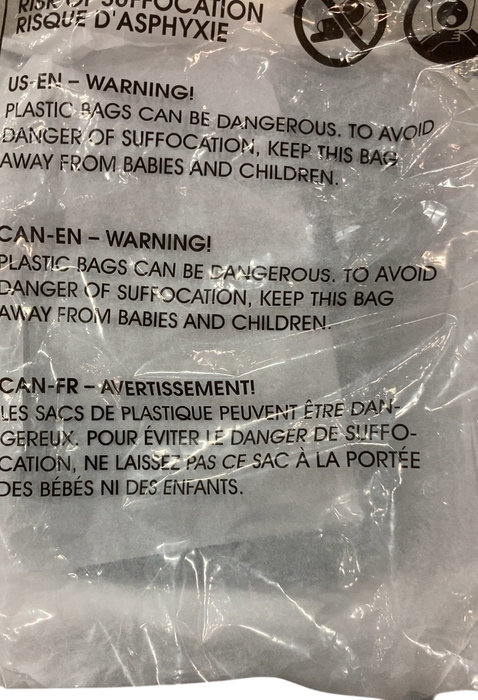 RISK OF SUFFOCATION
RISQUE D'ASPHYXIE
US-EN – WARNING!
PLASTIC BAGS CAN BE DANGEROUS. TO AVOID
DANGER OF SUFFOCATION, KEEP THIS BAG
AWAY FROM BABIES AND CHILDREN.
CAN-EN – WARNING!
PLASTIC BAGS CAN BE DANGEROUS. TO AVOID
DANGER OF SUFFOCATION, KEEP THIS BAG
AWAY FROM BABIES AND CHILDREN.
CAN-FR – AVERTISSEMENT!
LES SACS DE PLASTIQUE PEUVENT ÊTRE DAN-
GEREUX. POUR ÉVITER LE DANGER DE SUFFO-
CATION, NE LAISSEZ PAS CE SAC À LA PORTÉE
DES BÉBÉS NI DES ENFANTS.